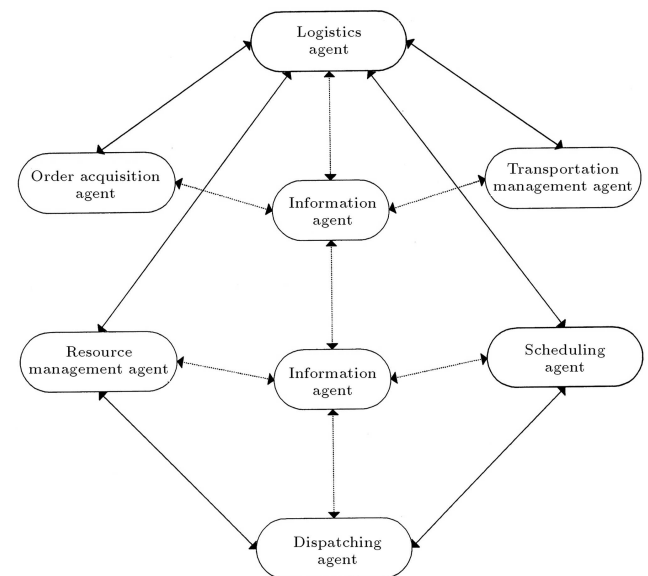 Logistics
agent
Order acquisition
agent
Information
agent
Transportation
management agent
Resource
management agent
Information
agent
Scheduling
agent
Dispatching
agent